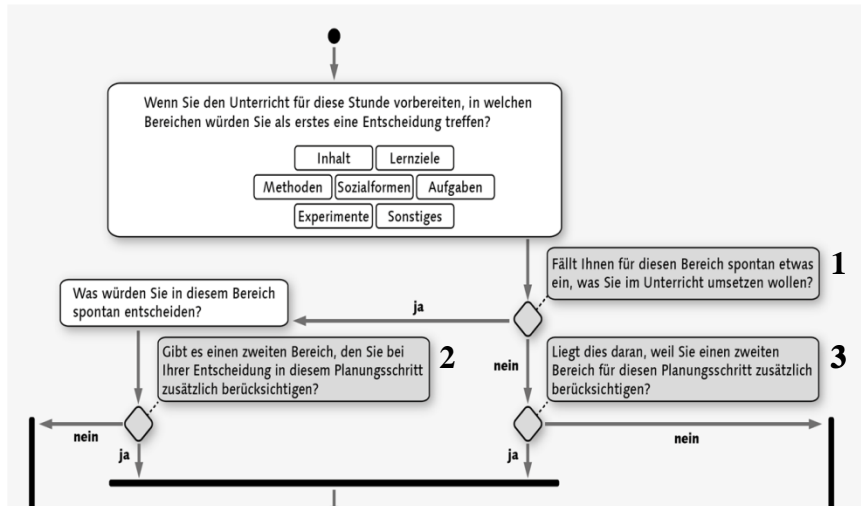 Wenn Sie den Unterricht für diese Stunde vorbereiten, in welchen
Bereichen würden Sie als erstes eine Entscheidung treffen?
Inhalt Lernziele
Methoden Sozialformen Aufgaben
Experimente Sonstiges
Fällt Ihnen für diesen Bereich spontan etwas
ein, was Sie im Unterricht umsetzen wollen?
1
Was würden Sie in diesem Bereich
spontan entscheiden?
ja
Gibt es einen zweiten Bereich, den Sie bei
Ihrer Entscheidung in diesem Planungsschritt
zusätzlich berücksichtigen?
2
nein
Liegt dies daran, weil Sie einen zweiten
Bereich für diesen Planungsschritt zusätzlich
berücksichtigen?
3
nein
ja
ja
nein